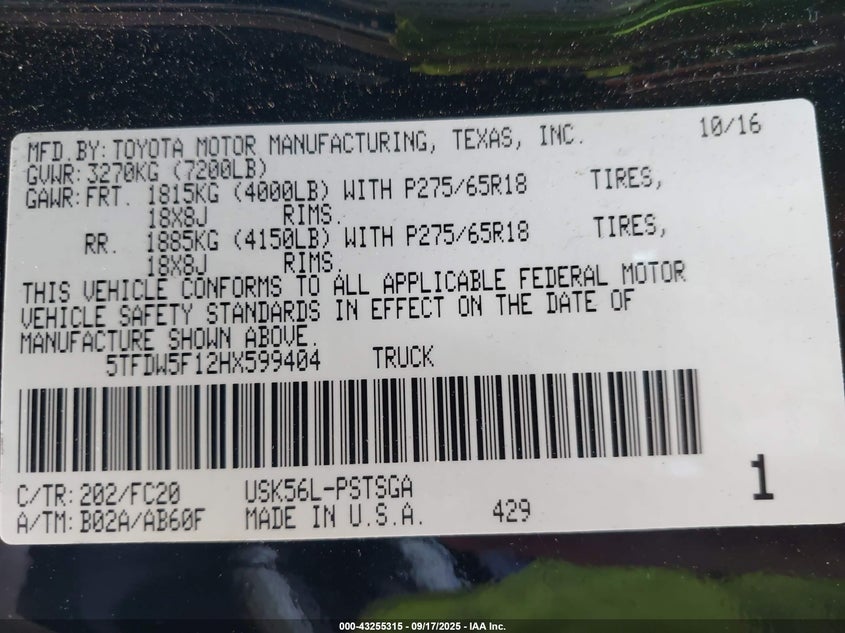 MFD.BY: TOYOTA MOTOR MANUFACTURING, TEXAS, INC. 10/16
GVWR: 3270KG (7200LB)
GAWR: FRT. 1815KG (4000LB) WITH P275/65R18 TIRES,
18X8J RIMS.
RR. 1885KG (4150LB) WITH P275/65R18 TIRES,
18X8J RIMS.
THIS VEHICLE CONFORMS TO ALL APPLICABLE FEDERAL MOTOR
VEHICLE SAFETY STANDARDS IN EFFECT ON THE DATE OF
MANUFACTURE SHOWN ABOVE.
5TFDW5F12HX599404 TRUCK
1
C/TR: 202/FC20 USK56L-PSTSGA
A/TM: B02A/AB60F MADE IN U.S.A. 429
000-43255315 - 09/17/2025 - IAA Inc.